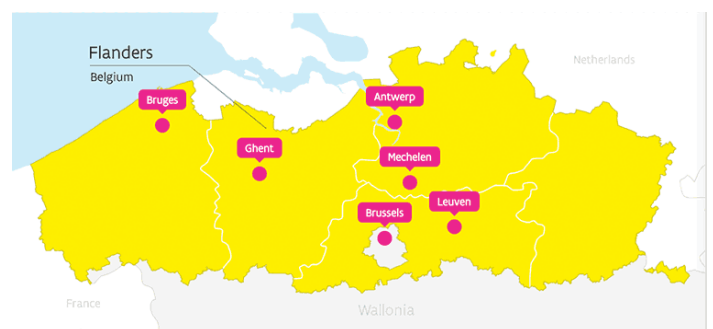 Flanders
Belgium
Netherlands
Bruges
Antwerp
Ghent
Mechelen
Leuven
Brussels
France
Wallonia